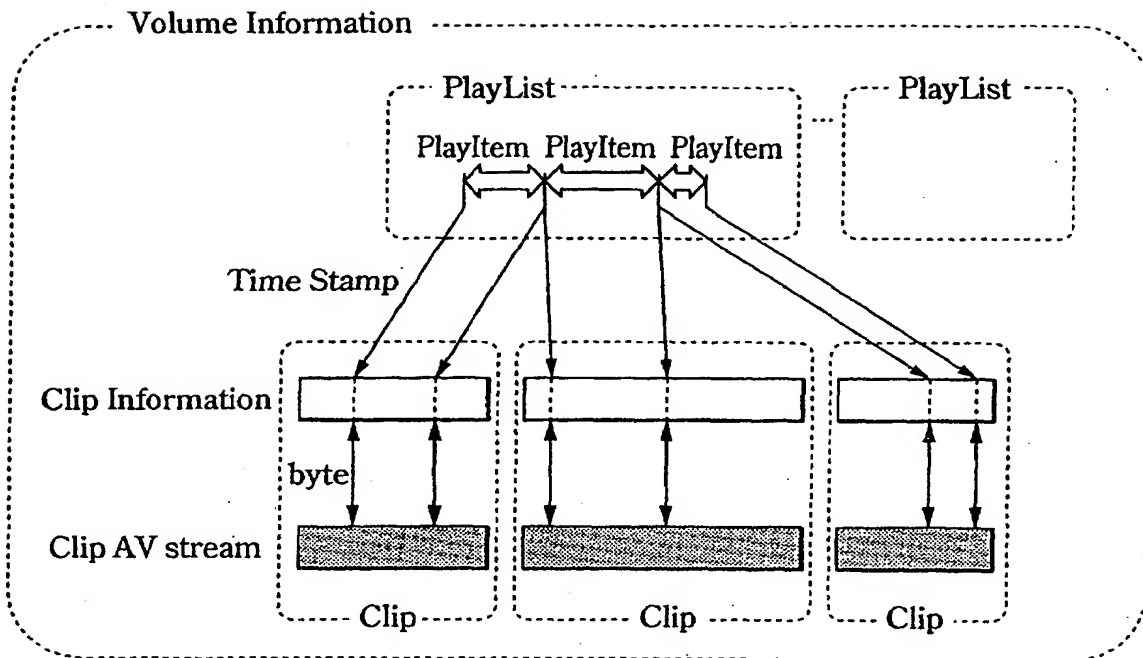 Volume Information
PlayList
PlayList
PlayItem PlayItem PlayItem
Time Stamp
Clip Information
byte
Clip AV stream
Clip
Clip
Clip